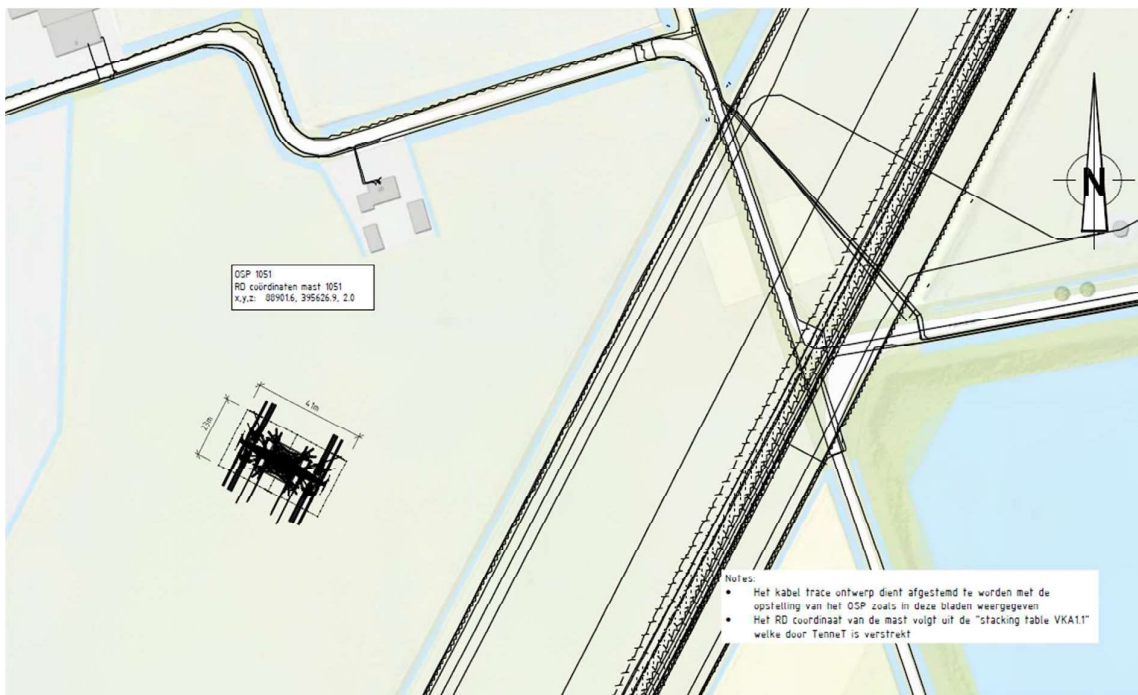 N
OSP 1051
RD coördinaten mast 1051
x,y,z: 88901.6, 395626.9, 2.0
41m
23m
Notes:
• Het kabel trace ontwerp dient afgestemd te worden met de
opstelling van het OSP zoals in deze bladen weergegeven
• Het RD coordinaat van de mast volgt uit de "stacking table VKA1.1"
welke door TenneT is verstrekt